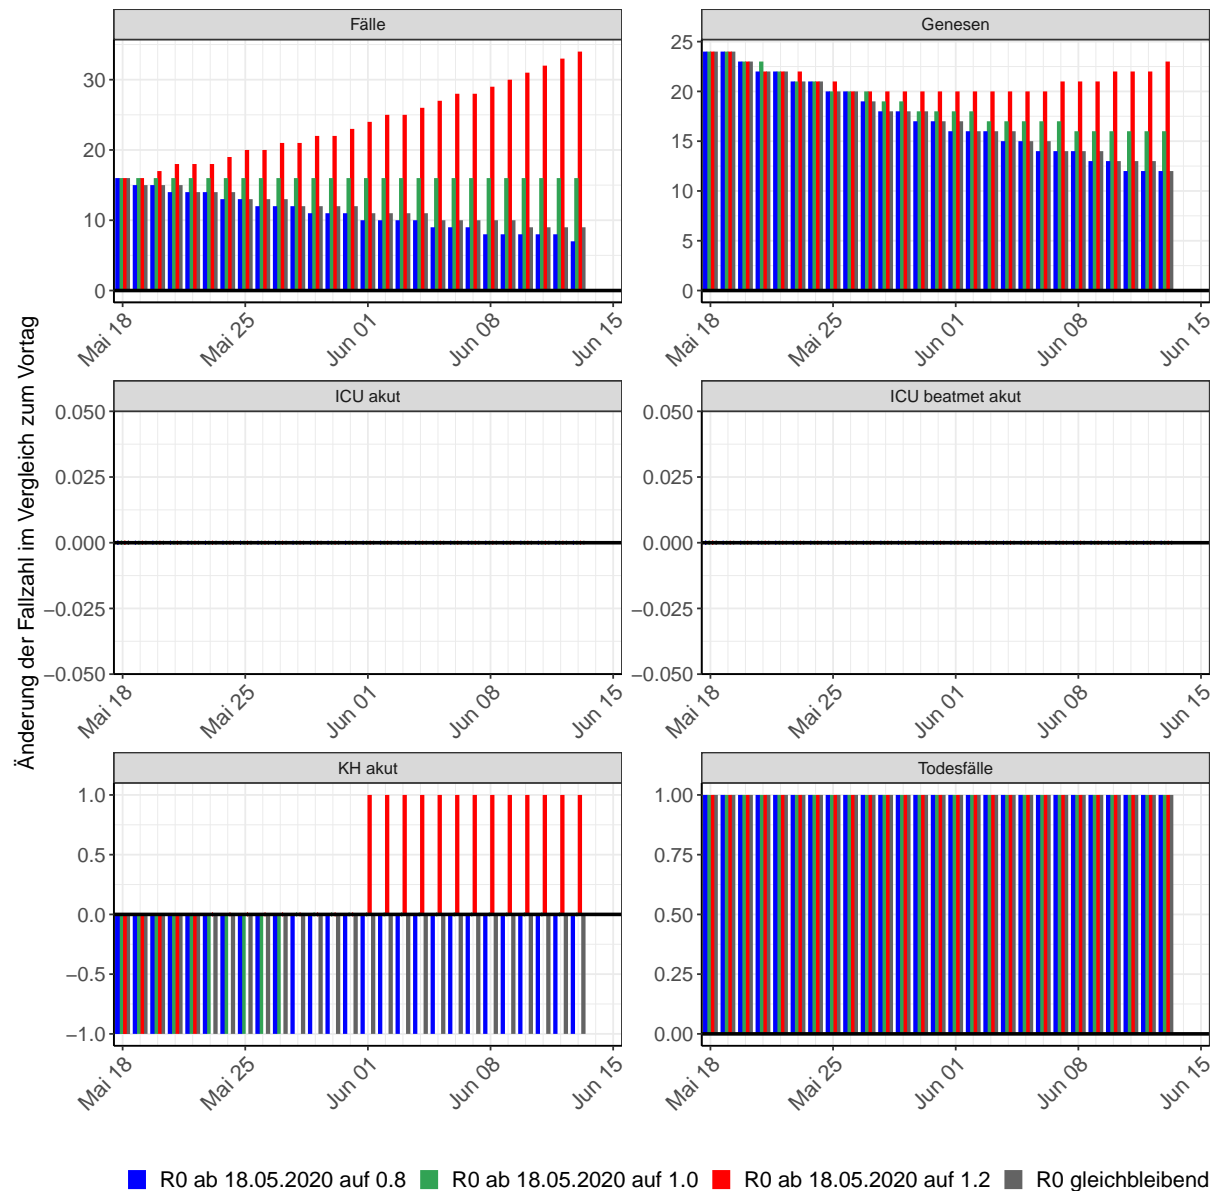 Änderung der Fallzahl im Vergleich zum Vortag
Fälle
30
20
10
0
Mai 18
Mai 25
Jun 01
Jun 08
Jun 15
Genesen
25
20
15
10
5
0
Mai 18
Mai 25
Jun 01
Jun 08
Jun 15
ICU akut
0.050
0.025
0.000
−0.025
−0.050
Mai 18
Mai 25
Jun 01
Jun 08
Jun 15
ICU beatmet akut
0.050
0.025
0.000
−0.025
−0.050
Mai 18
Mai 25
Jun 01
Jun 08
Jun 15
KH akut
1.0
0.5
0.0
−0.5
−1.0
Mai 18
Mai 25
Jun 01
Jun 08
Jun 15
Todesfälle
1.00
0.75
0.50
0.25
0.00
Mai 18
Mai 25
Jun 01
Jun 08
Jun 15
R0 ab 18.05.2020 auf 0.8 R0 ab 18.05.2020 auf 1.0 R0 ab 18.05.2020 auf 1.2 R0 gleichbleibend